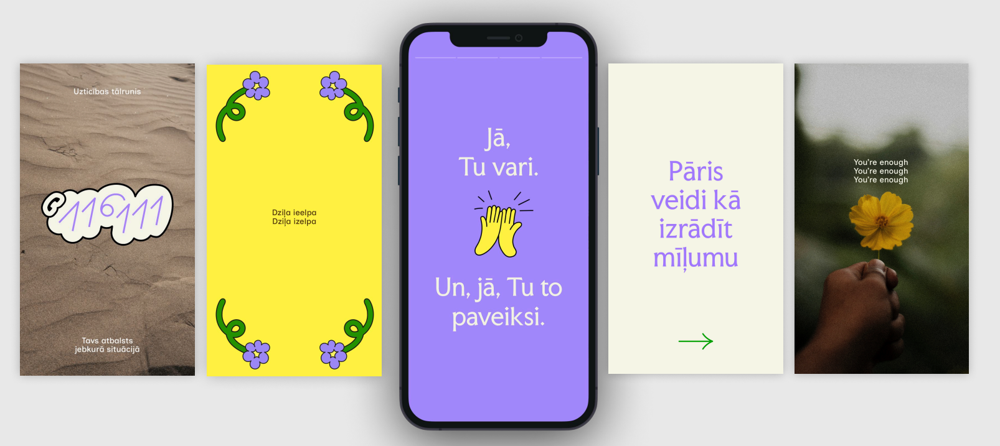 Uzticības tālrunis
116111
Tavs atbalsts
jebkurā situācijā
Dziļa ieelpa
Dziļa izelpa
Jā,
Tu vari.
Un, jā, Tu to
paveiksi.
Pāris
veidi kā
izrādīt
mīļumu
You're enough
You're enough
You're enough